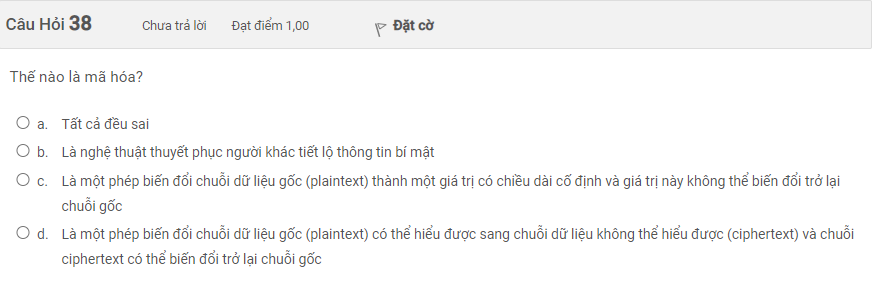 Câu Hỏi 38 Chưa trả lời Đạt điểm 1,00 Đặt cờ
Thế nào là mã hóa?
a. Tất cả đều sai
b. Là nghệ thuật thuyết phục người khác tiết lộ thông tin bí mật
c. Là một phép biến đổi chuỗi dữ liệu gốc (plaintext) thành một giá trị có chiều dài cố định và giá trị này không thể biến đổi trở lại
chuỗi gốc
d. Là một phép biến đổi chuỗi dữ liệu gốc (plaintext) có thể hiểu được sang chuỗi dữ liệu không thể hiểu được (ciphertext) và chuỗi
ciphertext có thể biến đổi trở lại chuỗi gốc